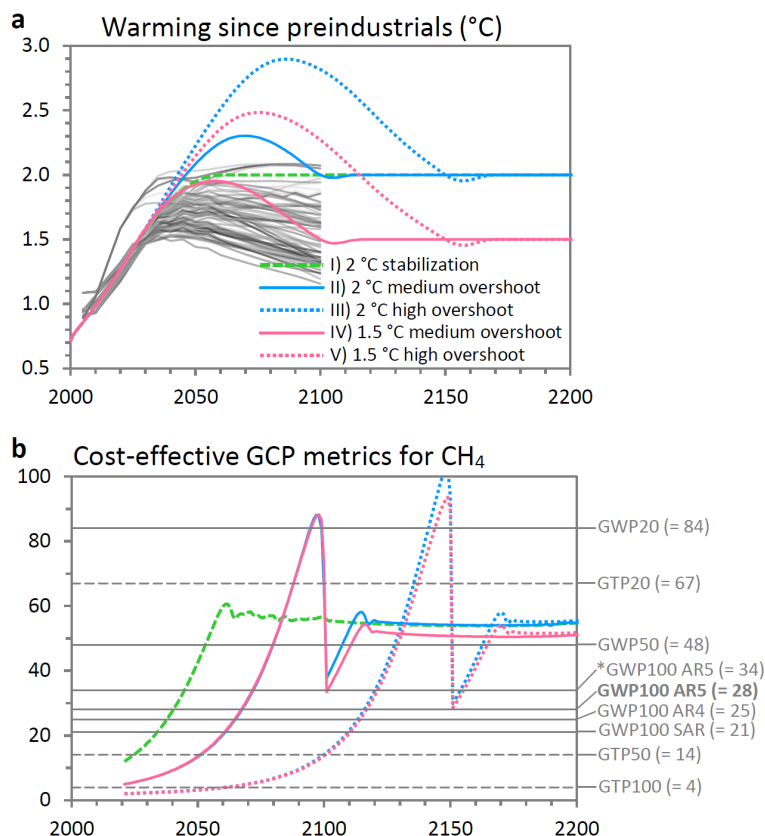 a
Warming since preindustrials (°C)
3.0
2.5
2.0
1.5
1.0
0.5
I) 2 °C stabilization
II) 2 °C medium overshoot
III) 2 °C high overshoot
IV) 1.5 °C medium overshoot
V) 1.5 °C high overshoot
2000 2050 2100 2150 2200
b
Cost-effective GCP metrics for CH₄
100
80
60
40
20
0
GWP20 (= 84)
GTP20 (= 67)
GWP50 (= 48)
*GWP100 AR5 (= 34)
GWP100 AR5 (= 28)
GWP100 AR4 (= 25)
GWP100 SAR (= 21)
GTP50 (= 14)
GTP100 (= 4)
2000 2050 2100 2150 2200